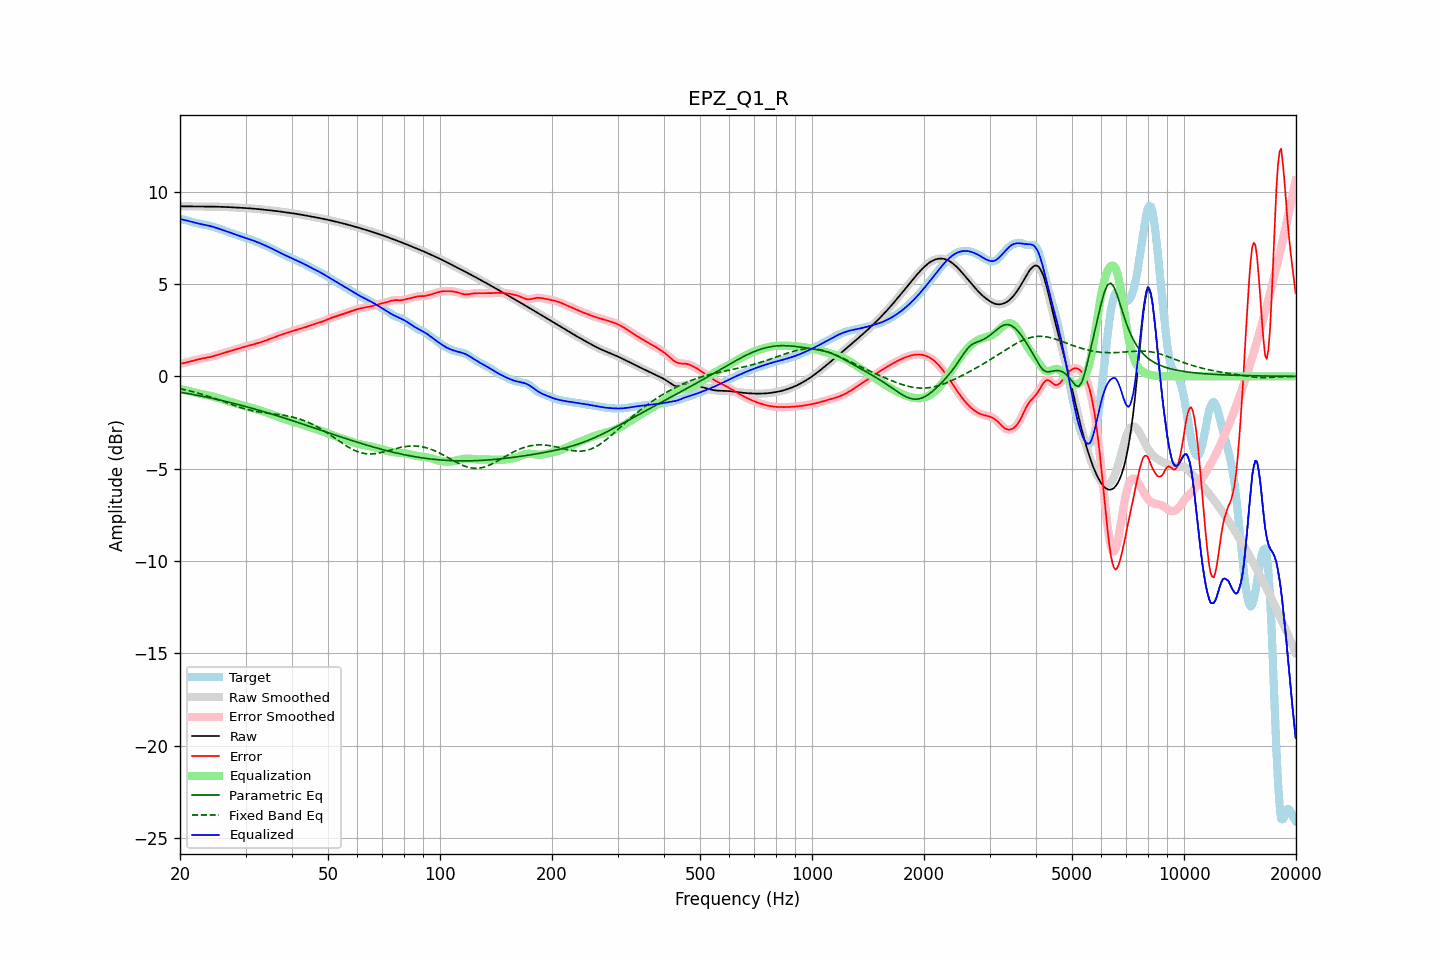 EPZ_Q1_R
Amplitude (dBr)
10
5
0
−5
−10
−15
−20
−25
Target
Raw Smoothed
Error Smoothed
Raw
Error
Equalization
Parametric Eq
Fixed Band Eq
Equalized
20 50 100 200 500 1000 2000 5000 10000 20000
Frequency (Hz)